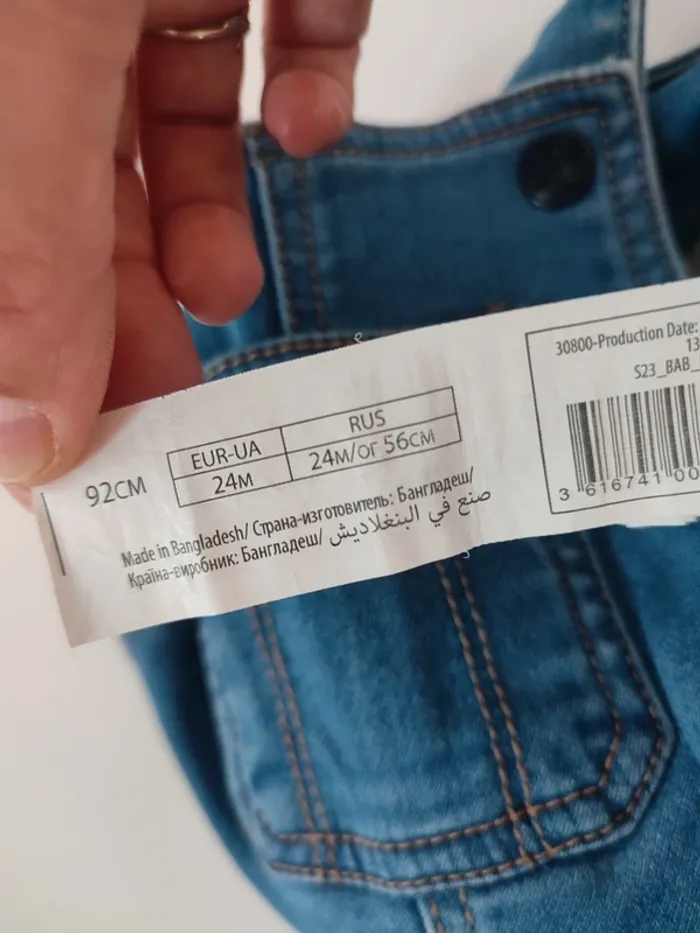 92CM
EUR-UA
RUS
24M
24M/ОГ 56СМ
Made in Bangladesh/ Страна-изготовитель: Бангладеш/
Країна-виробник: Бангладеш/ صنع في البنغلاديش
30800-Production Date:
13
S23_BAB_
3 616741 00